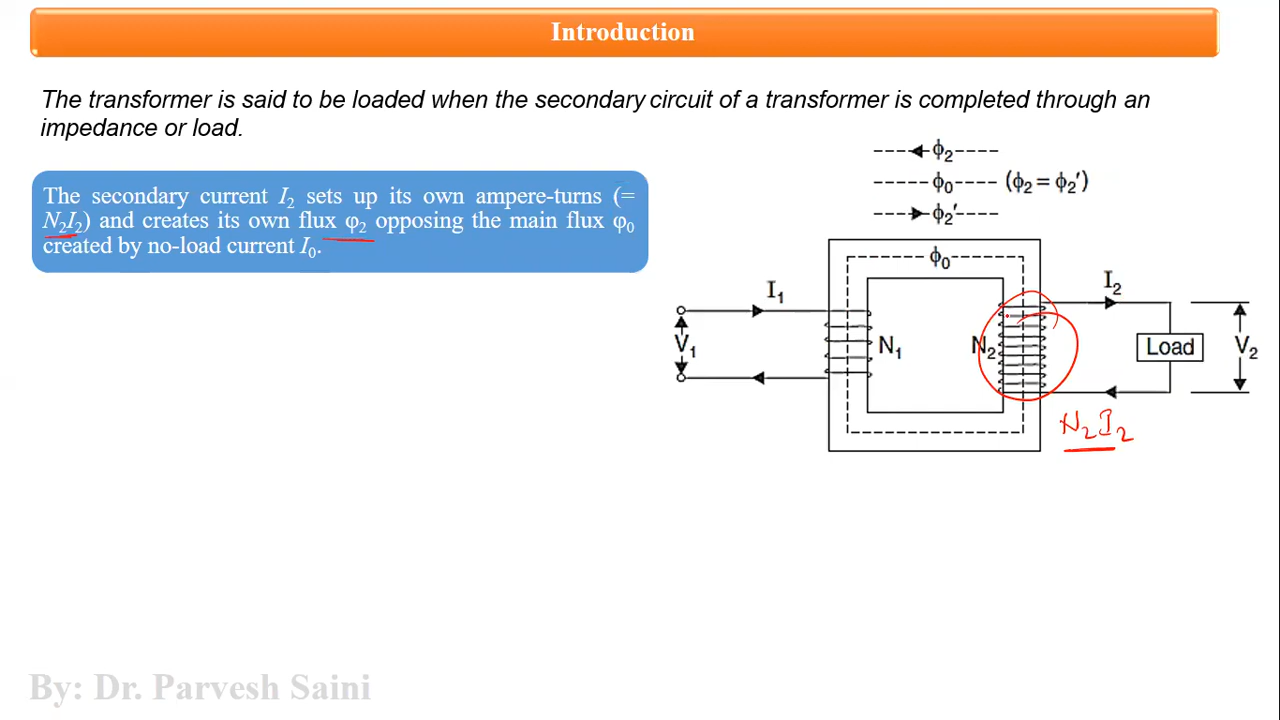 Introduction
The transformer is said to be loaded when the secondary circuit of a transformer is completed through an
impedance or load.
The secondary current I₂ sets up its own ampere-turns (=
N₂I₂) and creates its own flux φ₂ opposing the main flux φ₀
created by no-load current I₀.
ϕ₂
ϕ₀ (ϕ₂ = ϕ₂′)
ϕ₂′
ϕ₀
I₁
I₂
V₁
N₁
N₂
Load
V₂
N₂I₂
By: Dr. Parvesh Saini